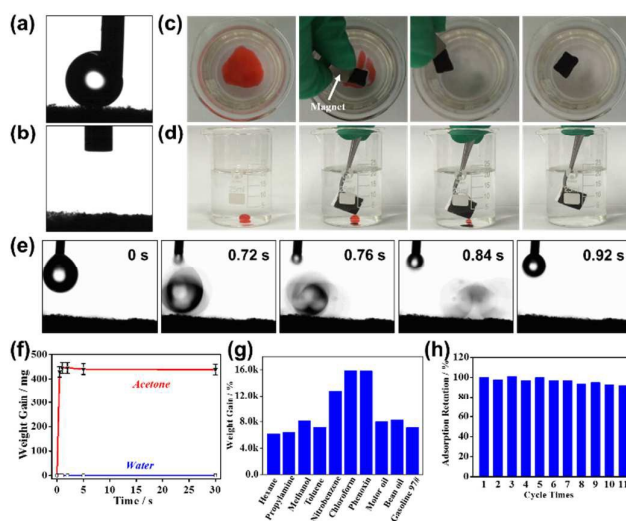 (a)
(b)
(c)
Magnet
(d)
(e)
0 s
0.72 s
0.76 s
0.84 s
0.92 s
(f)
Weight Gain / mg
500
400
300
200
100
0
Acetone
Water
0 5 10 15 20 25 30
Time / s
(g)
Weight Gain / %
16.0k
12.0k
8.0k
4.0k
0.0
Hexane
Propylamine
Methanol
Toluene
Nitrobenzene
Chloroform
Phenoxin
Motor oil
Bean oil
Gasoline 97#
(h)
Adsorption Retention / %
120
100
80
60
40
20
0
1 2 3 4 5 6 7 8 9 10 11
Cycle Times